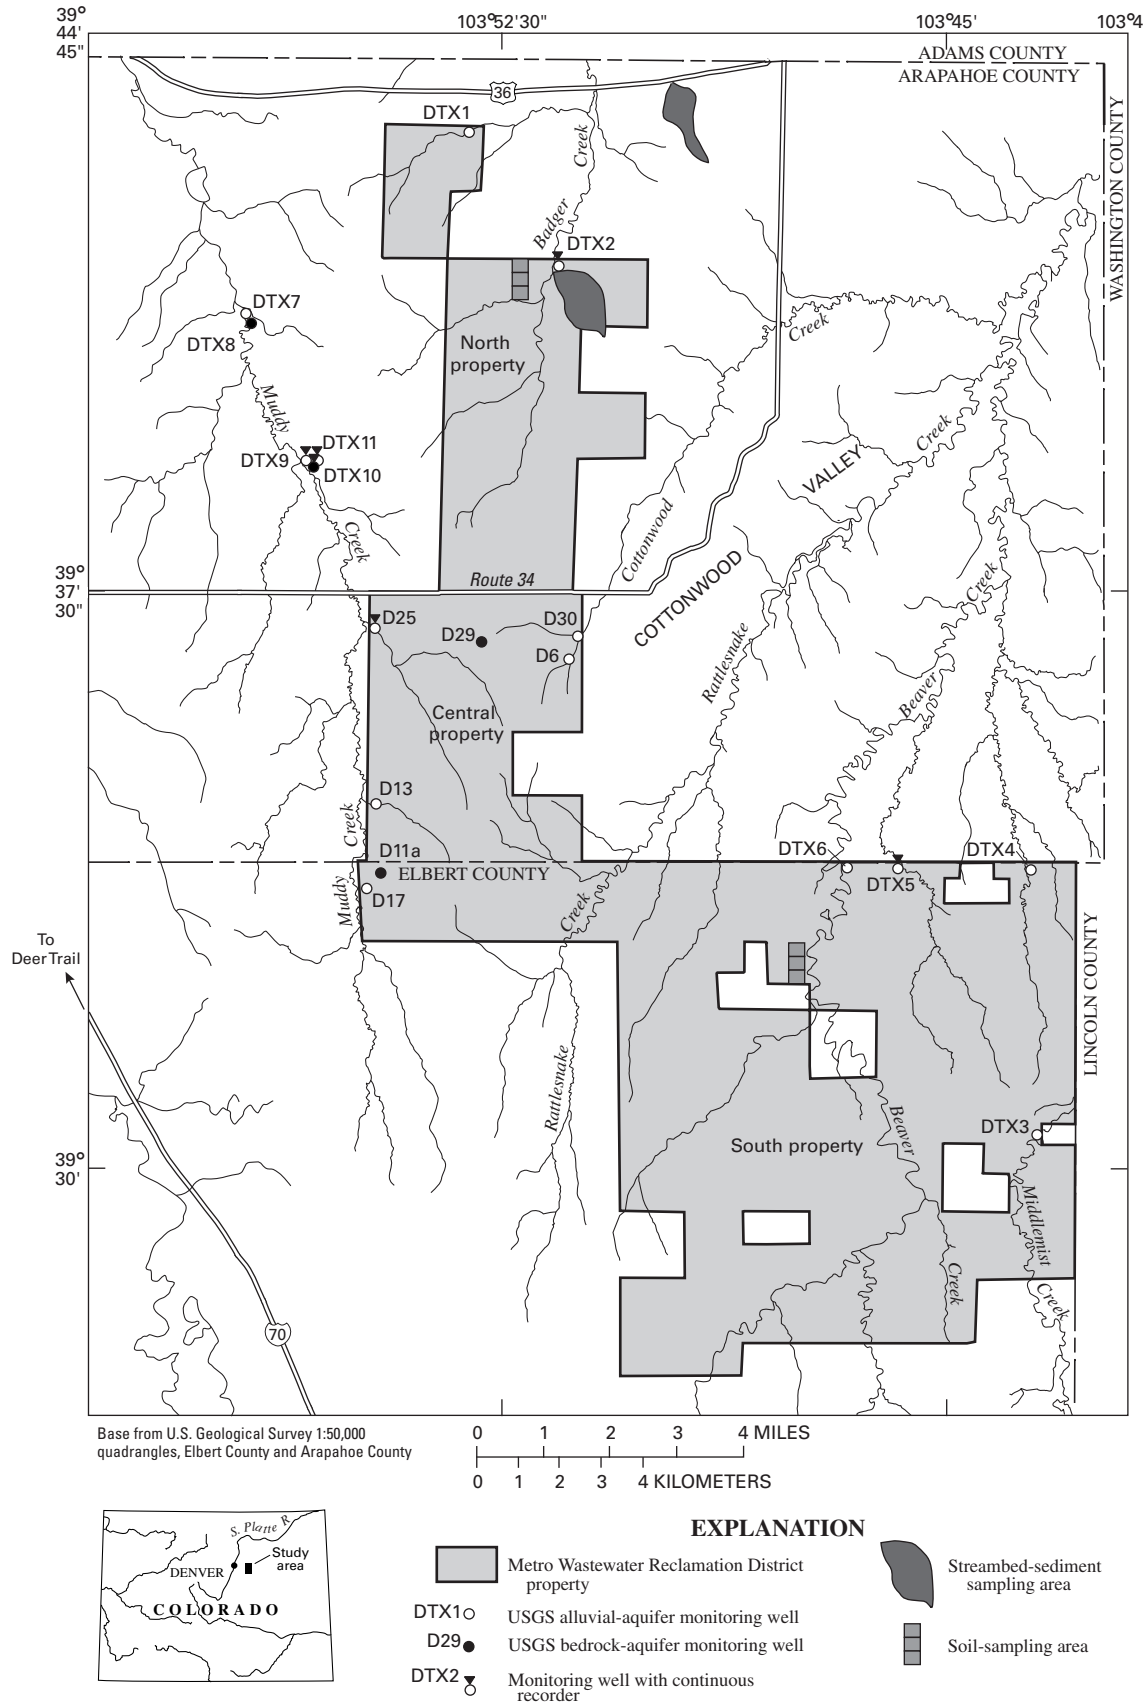 39°
44'
45"
103°52'30"
103°45'
103°4
ADAMS COUNTY
ARAPAHOE COUNTY
WASHINGTON COUNTY
36
DTX1
Creek
Badger
DTX2
DTX7
DTX8
North
property
Creek
Muddy
Creek
DTX11
DTX9
DTX10
VALLEY
Creek
Cottonwood
COTTONWOOD
39°
37'
30"
Route 34
Creek
D25
D29
D30
D6
Rattlesnake
Beaver
Central
property
D13
Creek
D11a
ELBERT COUNTY
D17
Muddy
Creek
DTX6
DTX5
DTX4
To
Deer Trail
LINCOLN COUNTY
Rattlesnake
Beaver
DTX3
South property
39°
30'
Middlemist
Creek
Creek
70
Base from U.S. Geological Survey 1:50,000
quadrangles, Elbert County and Arapahoe County
0 1 2 3 4 MILES
0 1 2 3 4 KILOMETERS
S. Platte R
Study
area
DENVER
COLORADO
EXPLANATION
Metro Wastewater Reclamation District
property
DTX1 USGS alluvial-aquifer monitoring well
D29 USGS bedrock-aquifer monitoring well
DTX2 Monitoring well with continuous
recorder
Streambed-sediment
sampling area
Soil-sampling area